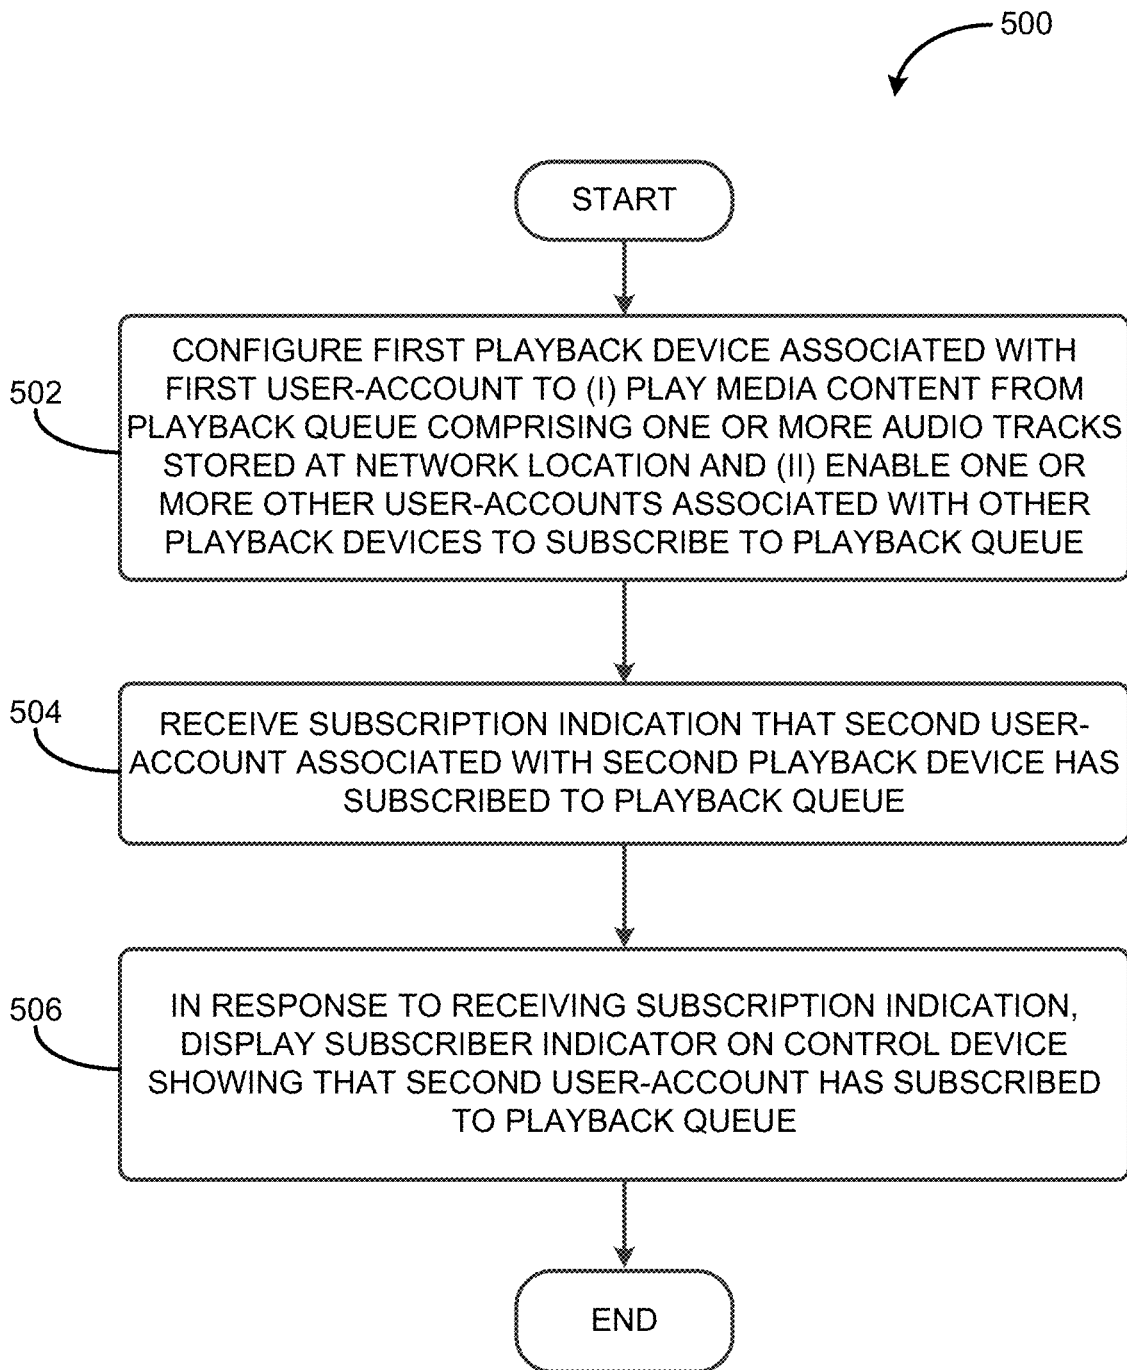 500
START
502
CONFIGURE FIRST PLAYBACK DEVICE ASSOCIATED WITH
FIRST USER-ACCOUNT TO (I) PLAY MEDIA CONTENT FROM
PLAYBACK QUEUE COMPRISING ONE OR MORE AUDIO TRACKS
STORED AT NETWORK LOCATION AND (II) ENABLE ONE OR
MORE OTHER USER-ACCOUNTS ASSOCIATED WITH OTHER
PLAYBACK DEVICES TO SUBSCRIBE TO PLAYBACK QUEUE
504
RECEIVE SUBSCRIPTION INDICATION THAT SECOND USER-
ACCOUNT ASSOCIATED WITH SECOND PLAYBACK DEVICE HAS
SUBSCRIBED TO PLAYBACK QUEUE
506
IN RESPONSE TO RECEIVING SUBSCRIPTION INDICATION,
DISPLAY SUBSCRIBER INDICATOR ON CONTROL DEVICE
SHOWING THAT SECOND USER-ACCOUNT HAS SUBSCRIBED
TO PLAYBACK QUEUE
END